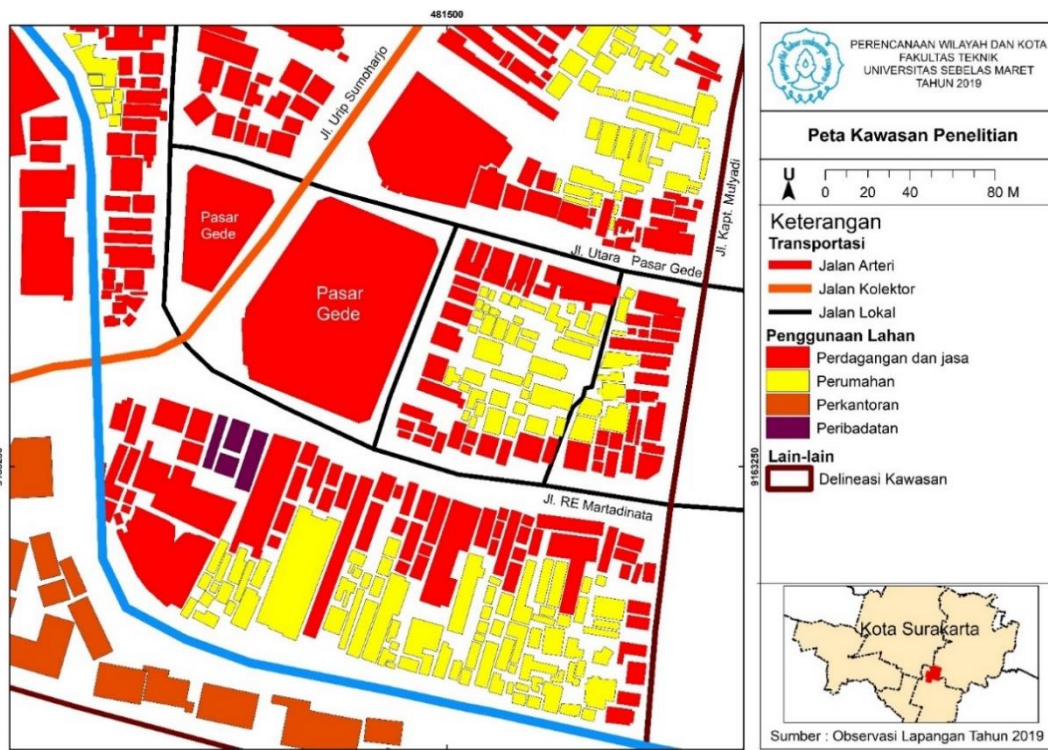 481500
9163250
9163250
Jl. Urip Sumoharjo
Jl. Kapt. Mulyadi
Pasar
Gede
Pasar
Gede
Jl. Utara Pasar Gede
Jl. RE Martadinata
PERENCANAAN WILAYAH DAN KOTA
FAKULTAS TEKNIK
UNIVERSITAS SEBELAS MARET
TAHUN 2019
Peta Kawasan Penelitian
U
0 20 40 80 M
Keterangan
Transportasi
Jalan Arteri
Jalan Kolektor
Jalan Lokal
Penggunaan Lahan
Perdagangan dan jasa
Perumahan
Perkantoran
Peribadatan
Lain-lain
Delineasi Kawasan
Kota Surakarta
Sumber : Observasi Lapangan Tahun 2019